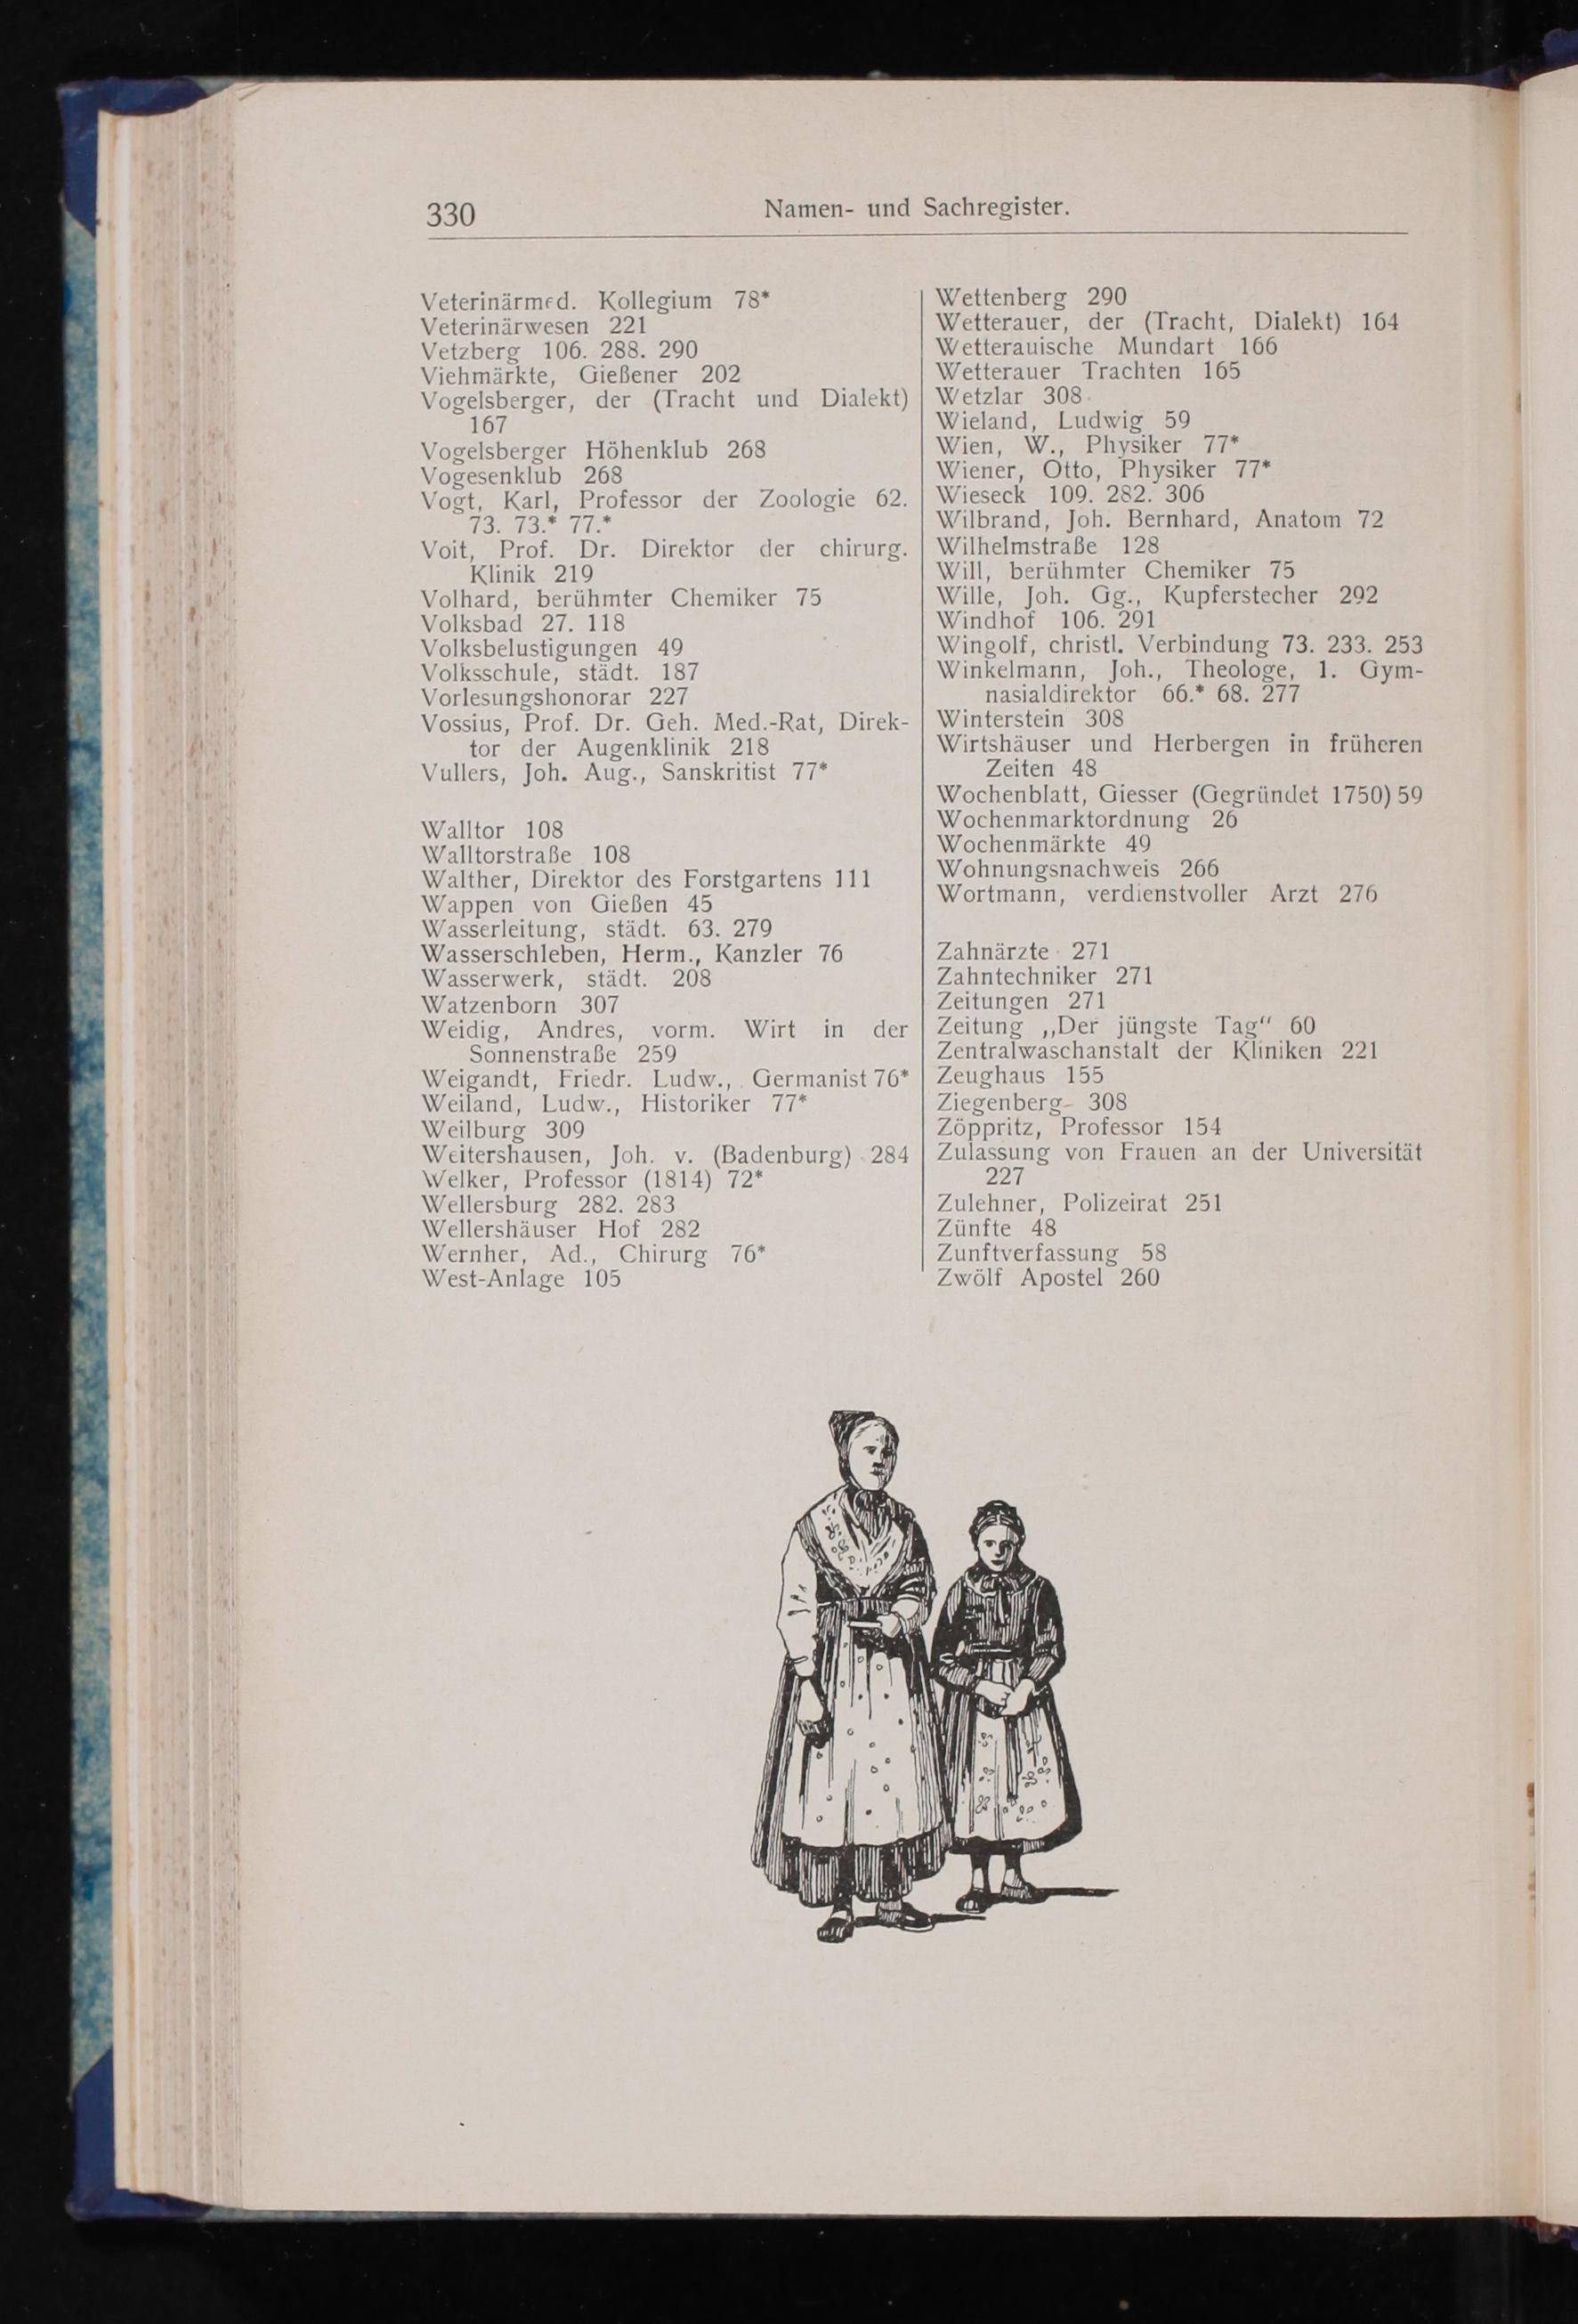 330
Namen- und Sachregister.
Veterinärmed. Kollegium 78*
Veterinärwesen 221
Vetzberg 106. 288. 290
Viehmärkte, Gießener 202
Vogelsberger, der (Tracht und Dialekt)
167
Vogelsberger Höhenklub 268
Vogesenklub 268
Vogt, Karl, Professor der Zoologie 62.
73. 73.* 77.*
Voit, Prof. Dr. Direktor der chirurg.
Klinik 219
Volhard, berühmter Chemiker 75
Volksbad 27. 118
Volksbelustigungen 49
Volksschule, städt. 187
Vorlesungshonorar 227
Vossius, Prof. Dr. Geh. Med.-Rat, Direk-
tor der Augenklinik 218
Vullers, Joh. Aug., Sanskritist 77*
Walltor 108
Walltorstraße 108
Walther, Direktor des Forstgartens 111
Wappen von Gießen 45
Wasserleitung, städt. 63. 279
Wasserschleben, Herm., Kanzler 76
Wasserwerk, städt. 208
Watzenborn 307
Weidig, Andres, vorm. Wirt in der
Sonnenstraße 259
Weigandt, Friedr. Ludw., Germanist 76*
Weiland, Ludw., Historiker 77*
Weilburg 309
Weitershausen, Joh. v. (Badenburg) 284
Welker, Professor (1814) 72*
Wellersburg 282. 283
Wellershäuser Hof 282
Wernher, Ad., Chirurg 76*
West-Anlage 105
Wettenberg 290
Wetterauer, der (Tracht, Dialekt) 164
Wetterauische Mundart 166
Wetterauer Trachten 165
Wetzlar 308
Wieland, Ludwig 59
Wien, W., Physiker 77*
Wiener, Otto, Physiker 77*
Wieseck 109. 282. 306
Wilbrand, Joh. Bernhard, Anatom 72
Wilhelmstraße 128
Will, berühmter Chemiker 75
Wille, Joh. Gg., Kupferstecher 292
Windhof 106. 291
Wingolf, christl. Verbindung 73. 233. 253
Winkelmann, Joh., Theologe, 1. Gym-
nasialdirektor 66.* 68. 277
Winterstein 308
Wirtshäuser und Herbergen in früheren
Zeiten 48
Wochenblatt, Giesser (Gegründet 1750) 59
Wochenmarktordnung 26
Wochenmärkte 49
Wohnungsnachweis 266
Wortmann, verdienstvoller Arzt 276
Zahnärzte 271
Zahntechniker 271
Zeitungen 271
Zeitung „Der jüngste Tag“ 60
Zentralwaschanstalt der Kliniken 221
Zeughaus 155
Ziegenberg 308
Zöppritz, Professor 154
Zulassung von Frauen an der Universität
227
Zulehner, Polizeirat 251
Zünfte 48
Zunftverfassung 58
Zwölf Apostel 260